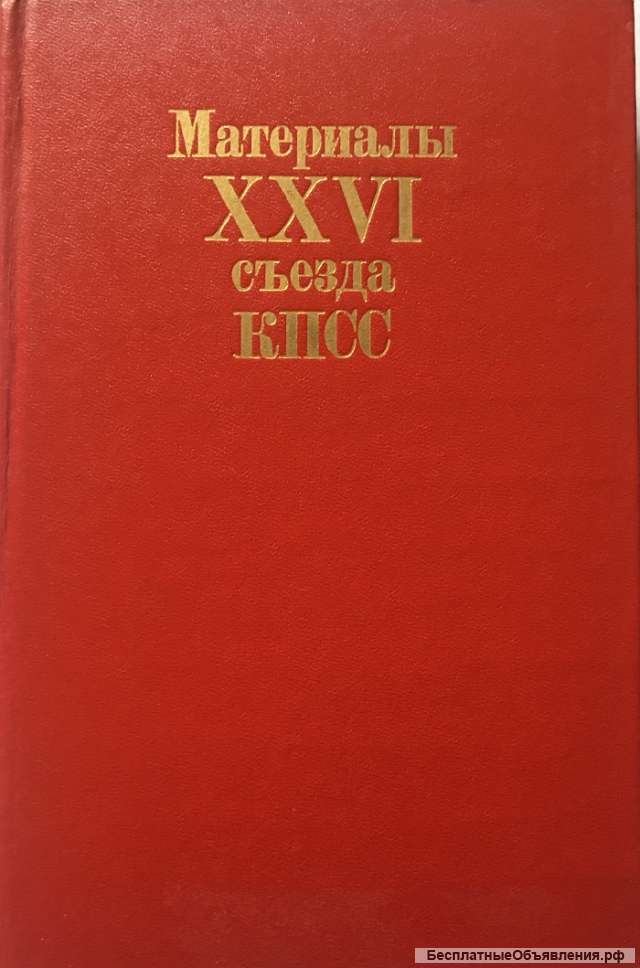 Материалы
XXVI
съезда
КПСС
БесплатныеОбъявления.рф